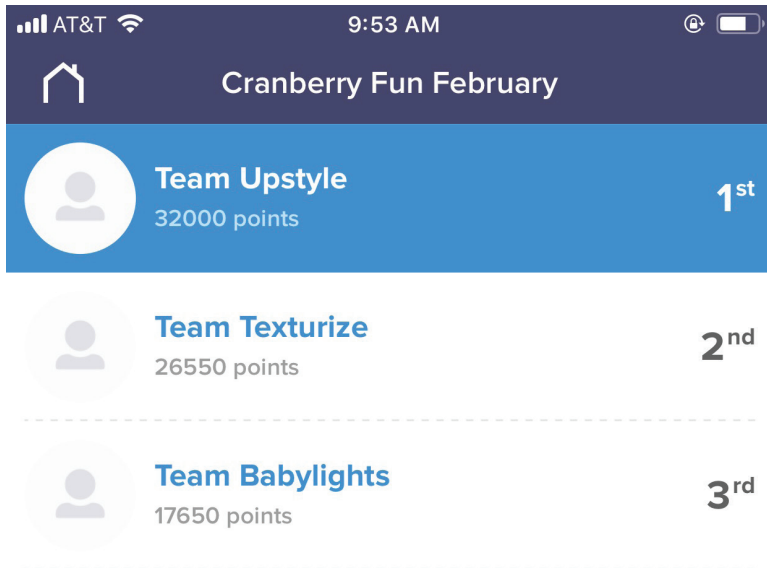 AT&T 9:53 AM
Cranberry Fun February
Team Upstyle
32000 points
1st
Team Texturize
26550 points
2nd
Team Babylights
17650 points
3rd